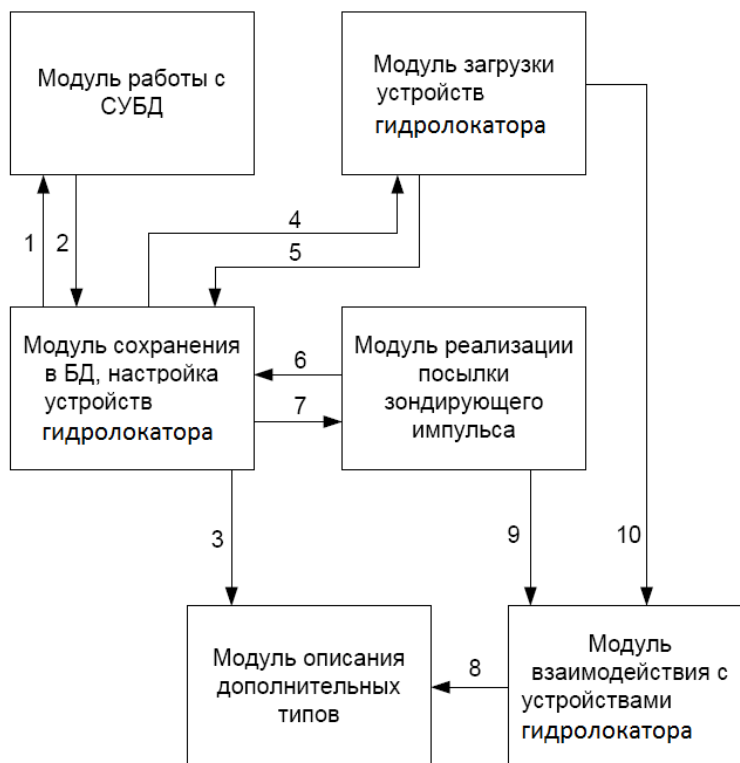 Модуль работы с
СУБД
Модуль загрузки
устройств
гидролокатора
1
2
4
5
Модуль сохранения
в БД, настройка
устройств
гидролокатора
6
7
Модуль реализации
посылки
зондирующего
импульса
3
9
10
Модуль описания
дополнительных
типов
8
Модуль
взаимодействия с
устройствами
гидролокатора